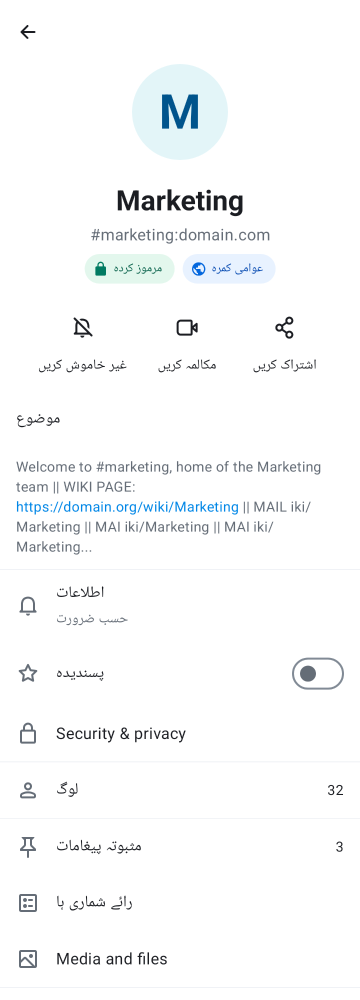 M
Marketing
#marketing:domain.com
مرموز کردہ
عوامی کمرہ
غیر خاموش کریں
مکالمہ کریں
اشتراک کریں
موضوع
Welcome to #marketing, home of the Marketing
team || WIKI PAGE:
https://domain.org/wiki/Marketing || MAIL iki/
Marketing || MAI iki/Marketing || MAI iki/
Marketing...
اطلاعات
حسب ضرورت
پسندیدہ
Security & privacy
لوگ 32
مثبوتہ پیغامات 3
رائے شماری ہا
Media and files